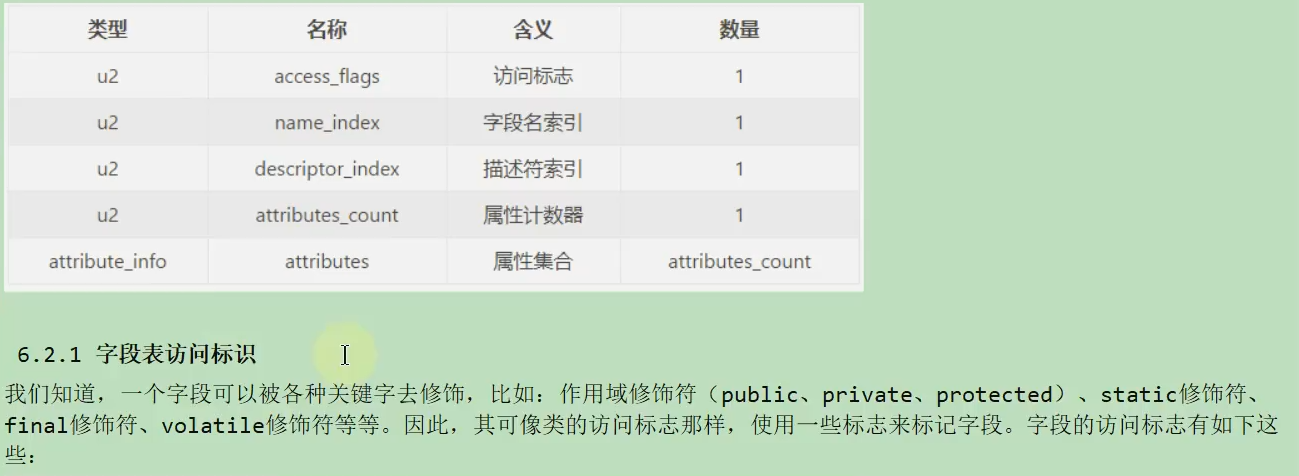 类型 名称 含义 数量
u2 access_flags 访问标志 1
u2 name_index 字段名索引 1
u2 descriptor_index 描述符索引 1
u2 attributes_count 属性计数器 1
attribute_info attributes 属性集合 attributes_count
6.2.1 字段表访问标识
我们知道，一个字段可以被各种关键字去修饰，比如：作用域修饰符（public、private、protected）、static修饰符、
final修饰符、volatile修饰符等等。因此，其可像类的访问标志那样，使用一些标志来标记字段。字段的访问标志有如下这
些：